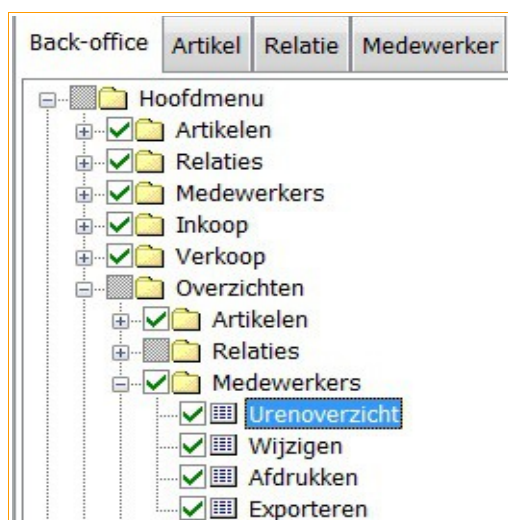 Back-office Artikel Relatie Medewerker
Hoofdmenu
Artikelen
Relaties
Medewerkers
Inkoop
Verkoop
Overzichten
Artikelen
Relaties
Medewerkers
Urenoverzicht
Wijzigen
Afdrukken
Exporteren